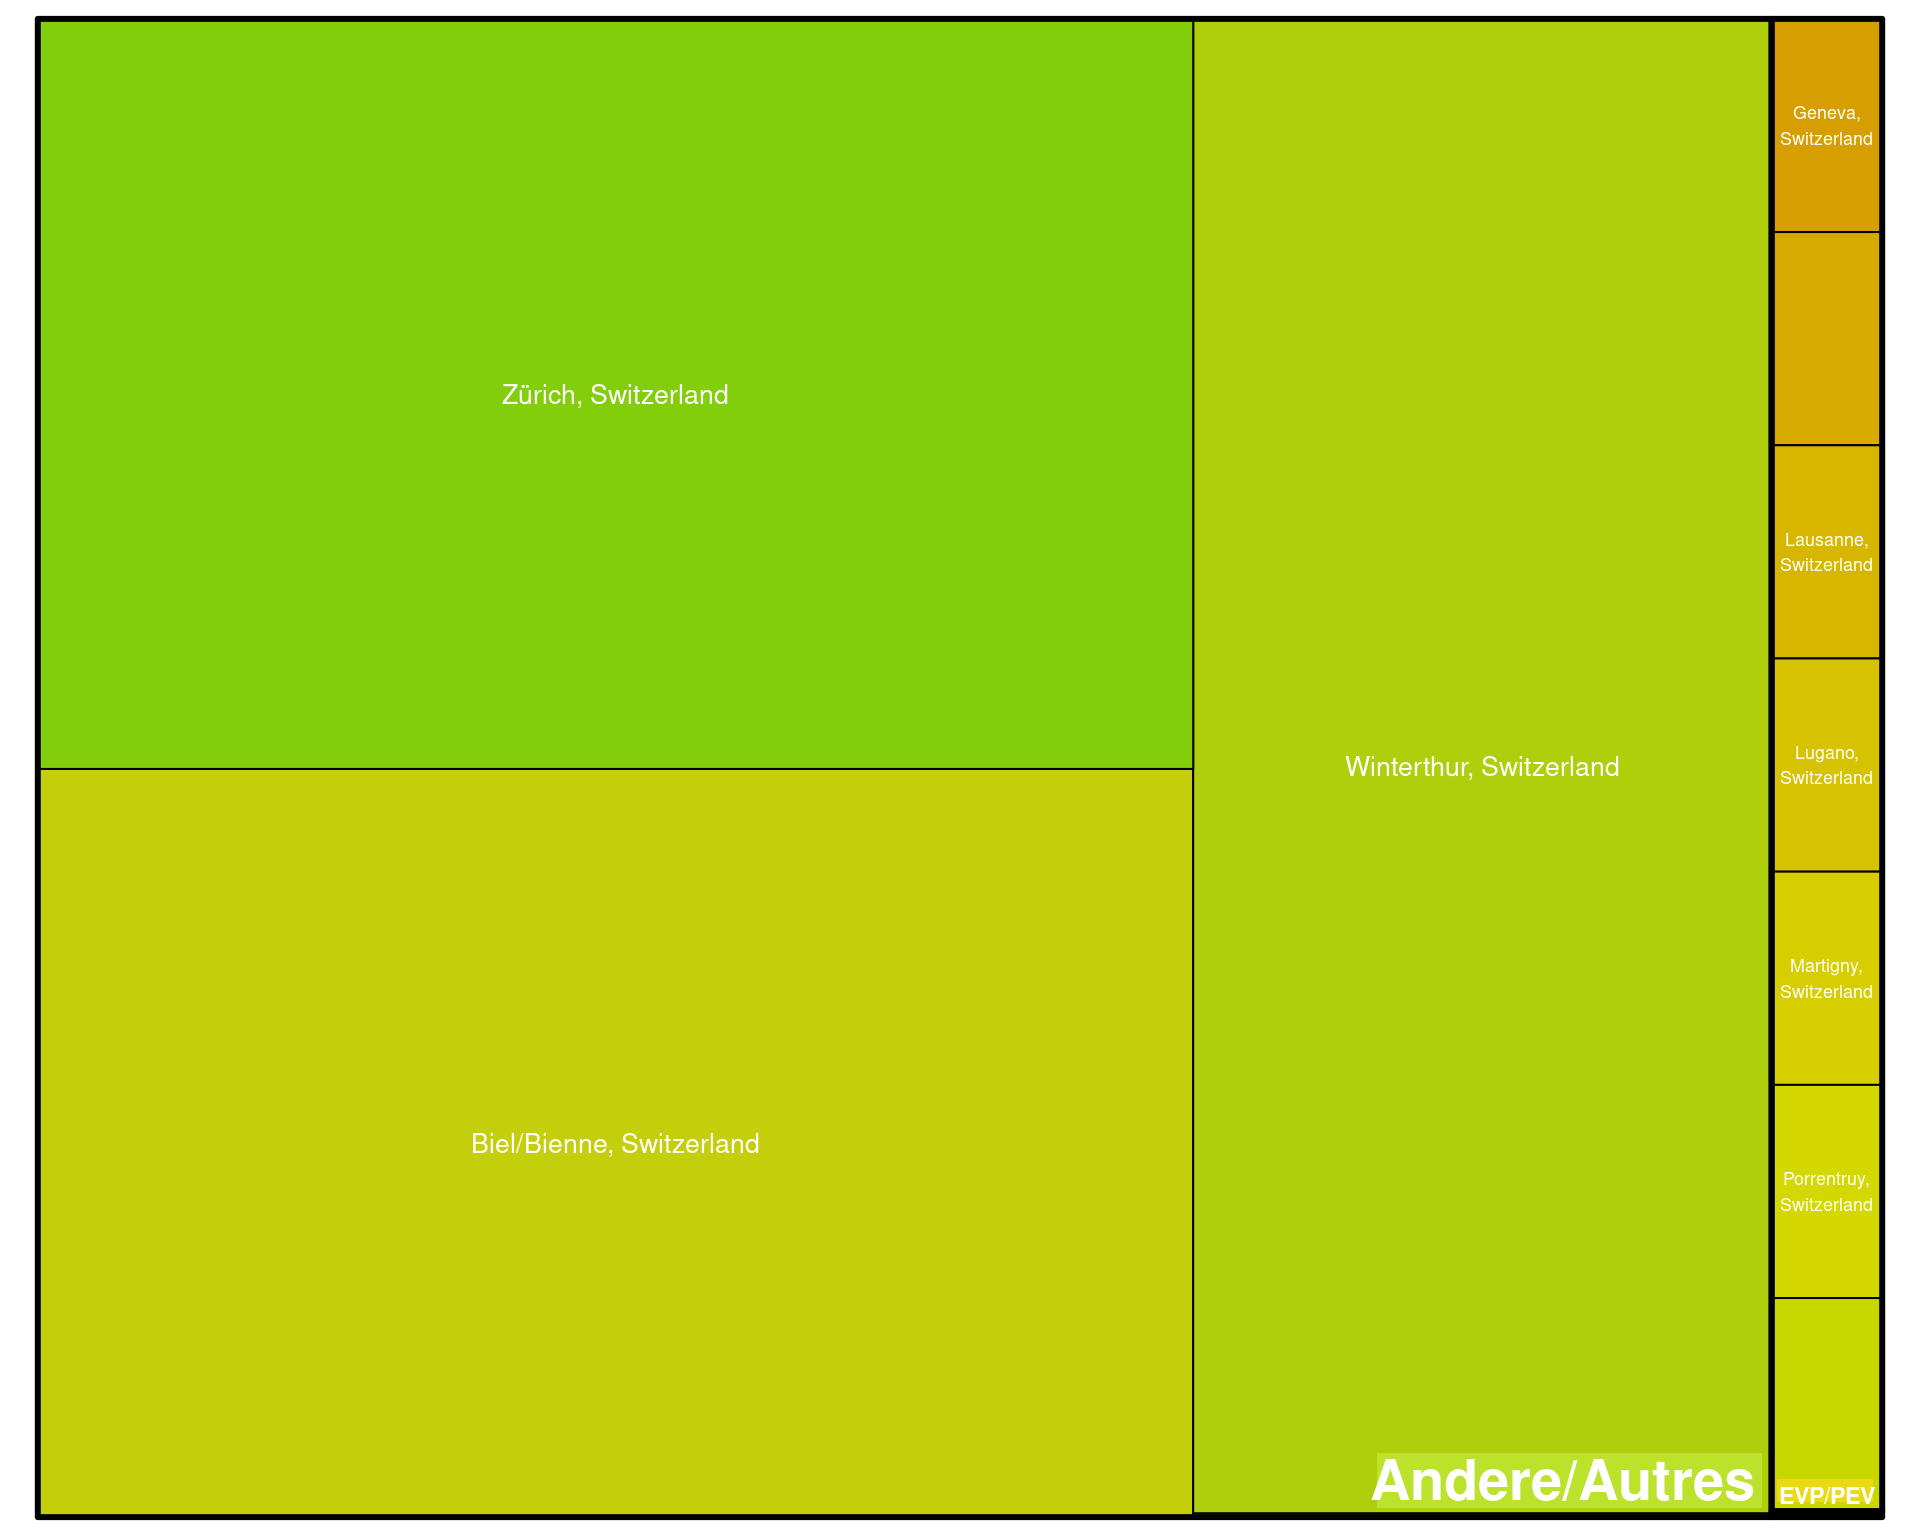 Zürich, Switzerland
Biel/Bienne, Switzerland
Winterthur, Switzerland
Andere/Autres
Geneva,
Switzerland
Lausanne,
Switzerland
Lugano,
Switzerland
Martigny,
Switzerland
Porrentruy,
Switzerland
EVP/PEV